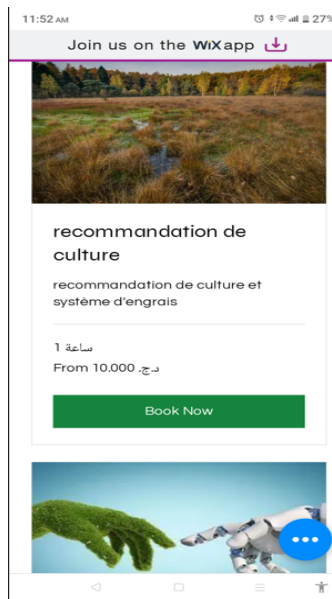 11:52 AM 27%
Join us on the WiX app
recommandation de
culture
recommandation de culture et
système d'engrais
1 ساعة
From 10.000 د.ج.
Book Now